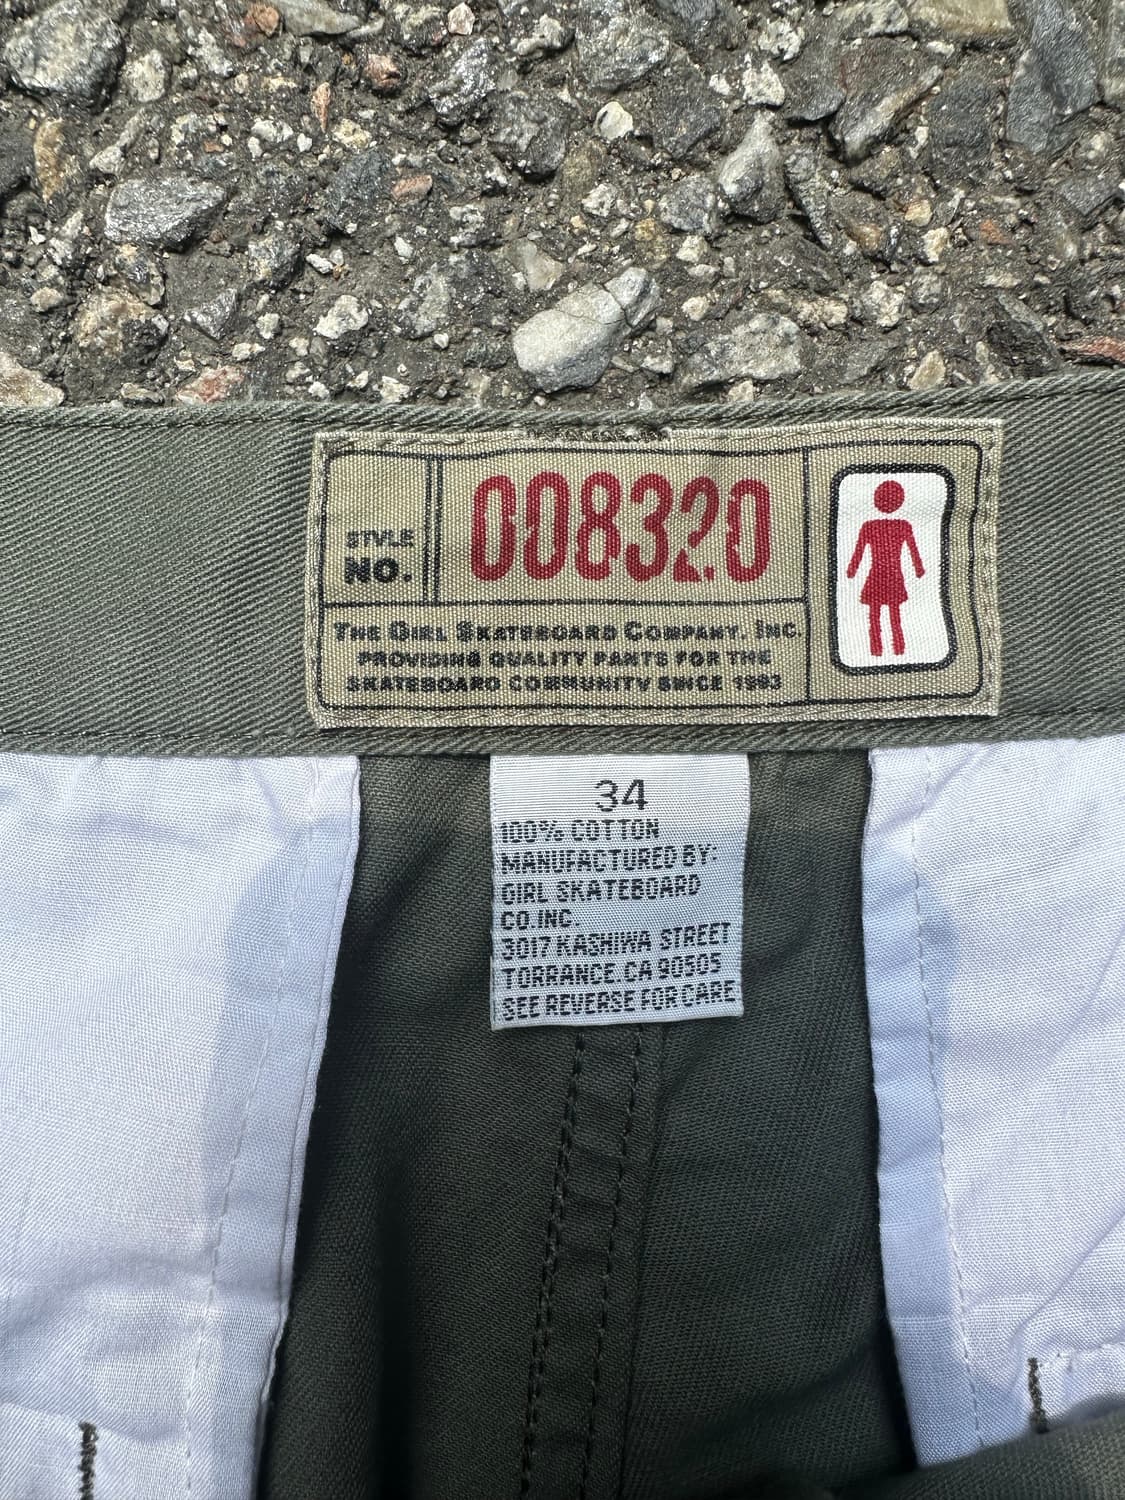 STYLE
NO.
008320
THE GIRL SKATEBOARD COMPANY, INC.
PROVIDING QUALITY PANTS FOR THE
SKATEBOARD COMMUNITY SINCE 1993
34
100% COTTON
MANUFACTURED BY:
GIRL SKATEBOARD
CO.INC.
3017 KASHIWA STREET
TORRANCE.CA 90505
SEE REVERSE FOR CARE